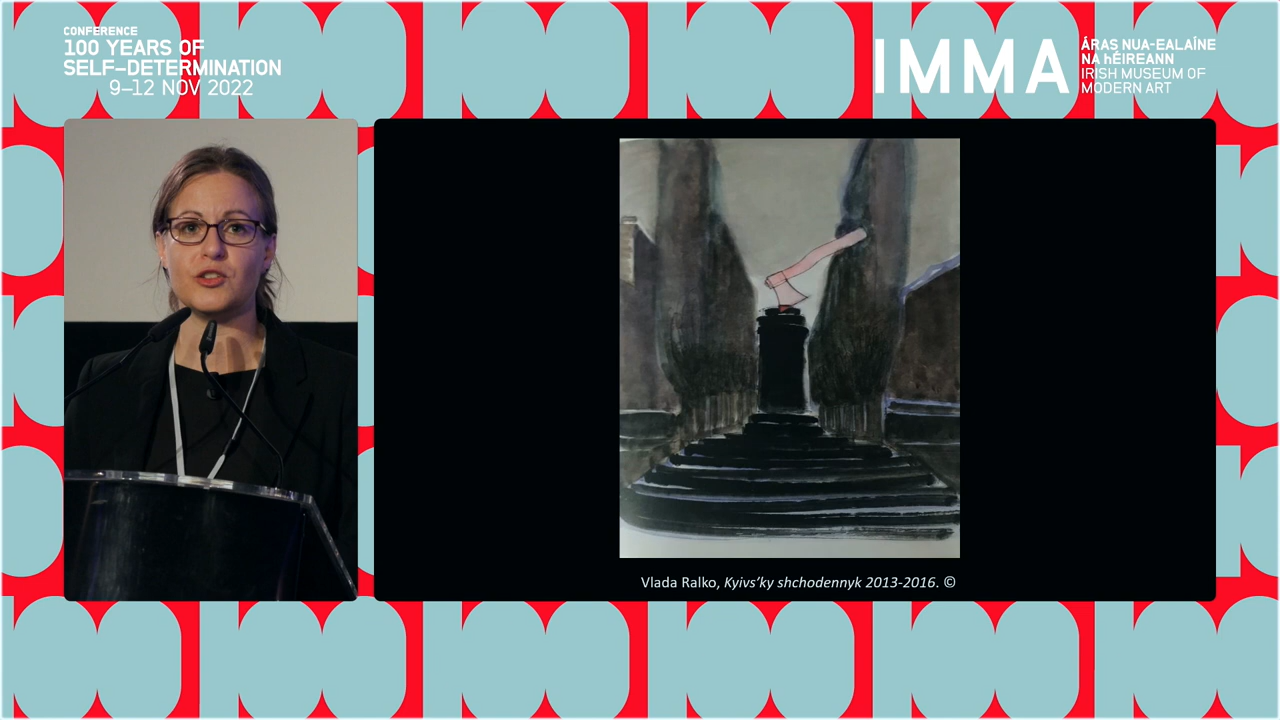 CONFERENCE
100 YEARS OF
SELF–DETERMINATION
9–12 NOV 2022
IMMA
ÁRAS NUA-EALAÍNE
NA hÉIREANN
IRISH MUSEUM OF
MODERN ART
Vlada Ralko, Kyivs’ky shchodennyk 2013-2016. ©